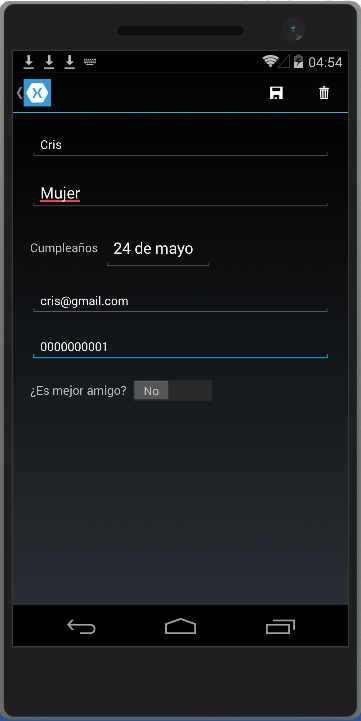 04:54
Cris
Mujer
Cumpleaños 24 de mayo
cris@gmail.com
0000000001
¿Es mejor amigo? No